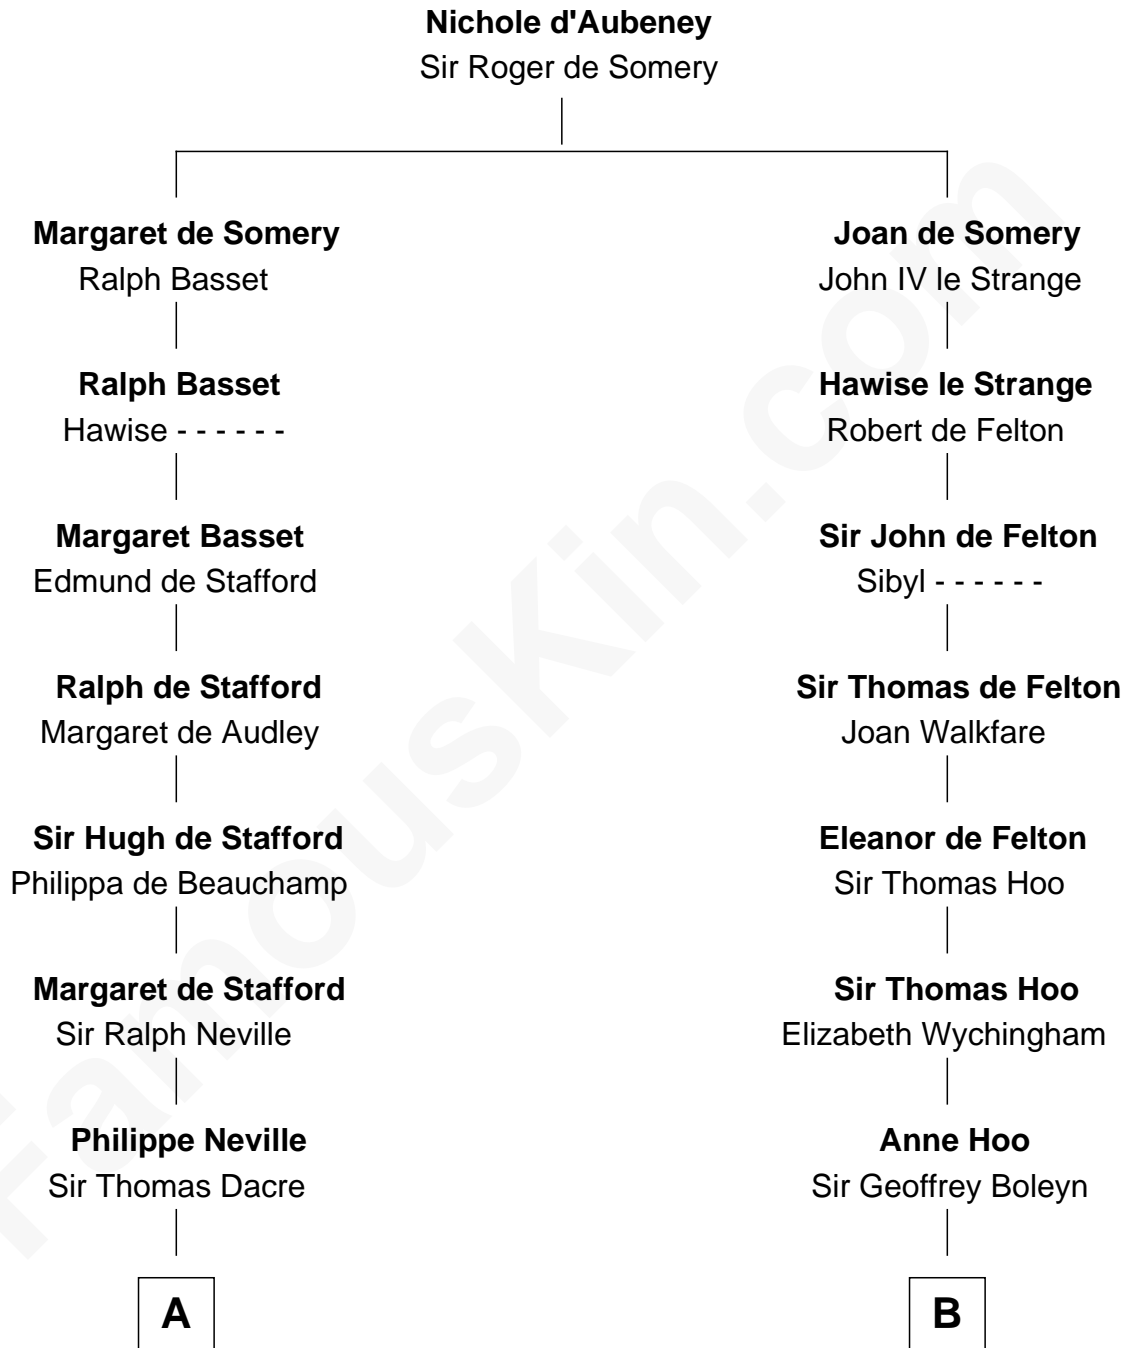 Nichole d'Aubeney
Sir Roger de Somery
Margaret de Somery
Ralph Basset
Joan de Somery
John IV le Strange
Ralph Basset
Hawise - - - - - -
Hawise le Strange
Robert de Felton
Margaret Basset
Edmund de Stafford
Sir John de Felton
Sibyl - - - - - -
Ralph de Stafford
Margaret de Audley
Sir Thomas de Felton
Joan Walkfare
Sir Hugh de Stafford
Philippa de Beauchamp
Eleanor de Felton
Sir Thomas Hoo
Margaret de Stafford
Sir Ralph Neville
Sir Thomas Hoo
Elizabeth Wychingham
Philippe Neville
Sir Thomas Dacre
Anne Hoo
Sir Geoffrey Boleyn
A
B
FamousKin.com